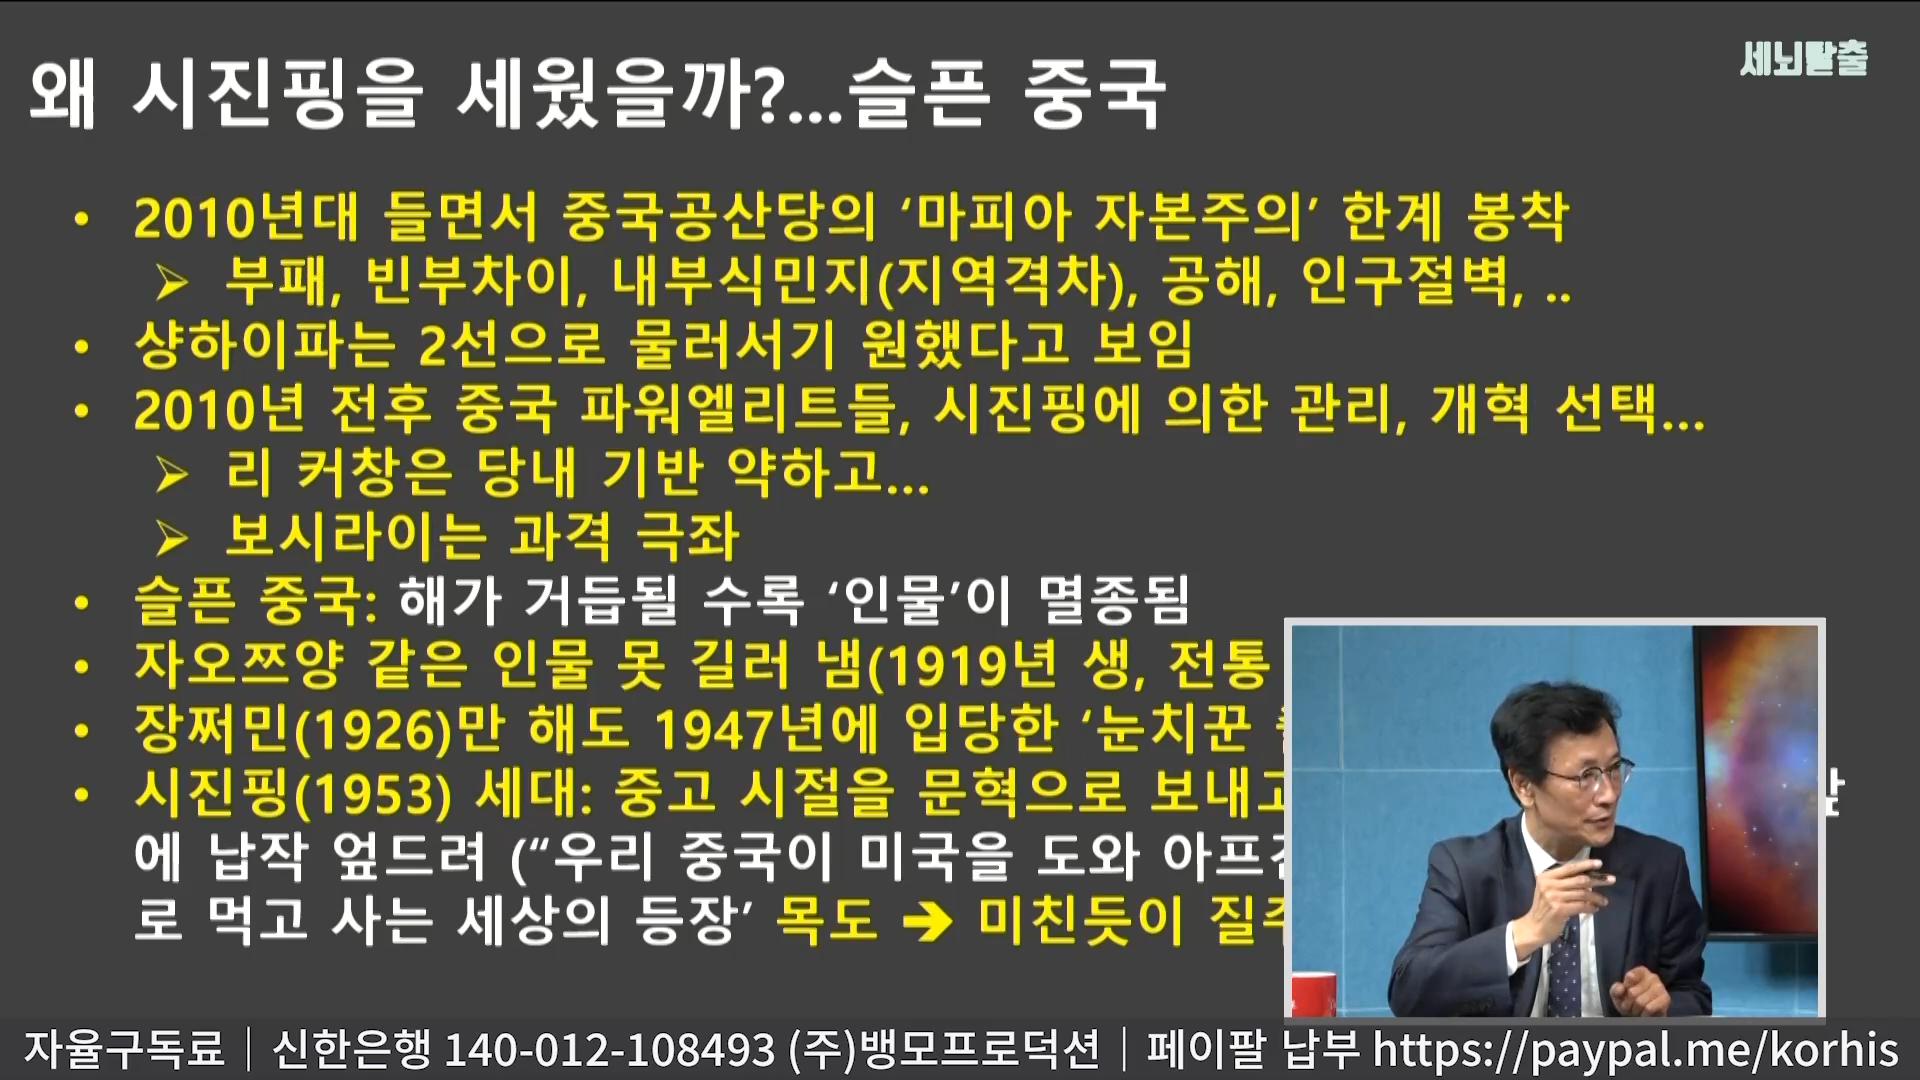 왜 시진핑을 세웠을까?...슬픈 중국
세뇌탈출
• 2010년대 들면서 중국공산당의 ‘마피아 자본주의’ 한계 봉착
➢ 부패, 빈부차이, 내부식민지(지역격차), 공해, 인구절벽, ..
• 샹하이파는 2선으로 물러서기 원했다고 보임
• 2010년 전후 중국 파워엘리트들, 시진핑에 의한 관리, 개혁 선택...
➢ 리 커창은 당내 기반 약하고...
➢ 보시라이는 과격 극좌
• 슬픈 중국: 해가 거듭될 수록 ‘인물’이 멸종됨
• 자오쯔양 같은 인물 못 길러 냄(1919년 생, 전통
• 장쩌민(1926)만 해도 1947년에 입당한 ‘눈치꾼
• 시진핑(1953) 세대: 중고 시절을 문혁으로 보내고
에 납작 엎드려 (“우리 중국이 미국을 도와
로 먹고 사는 세상의 등장’ 목도 ➔ 미친듯이
자율구독료│신한은행 140-012-108493 (주)뱅모프로덕션│페이팔 납부 https://paypal.me/korhis